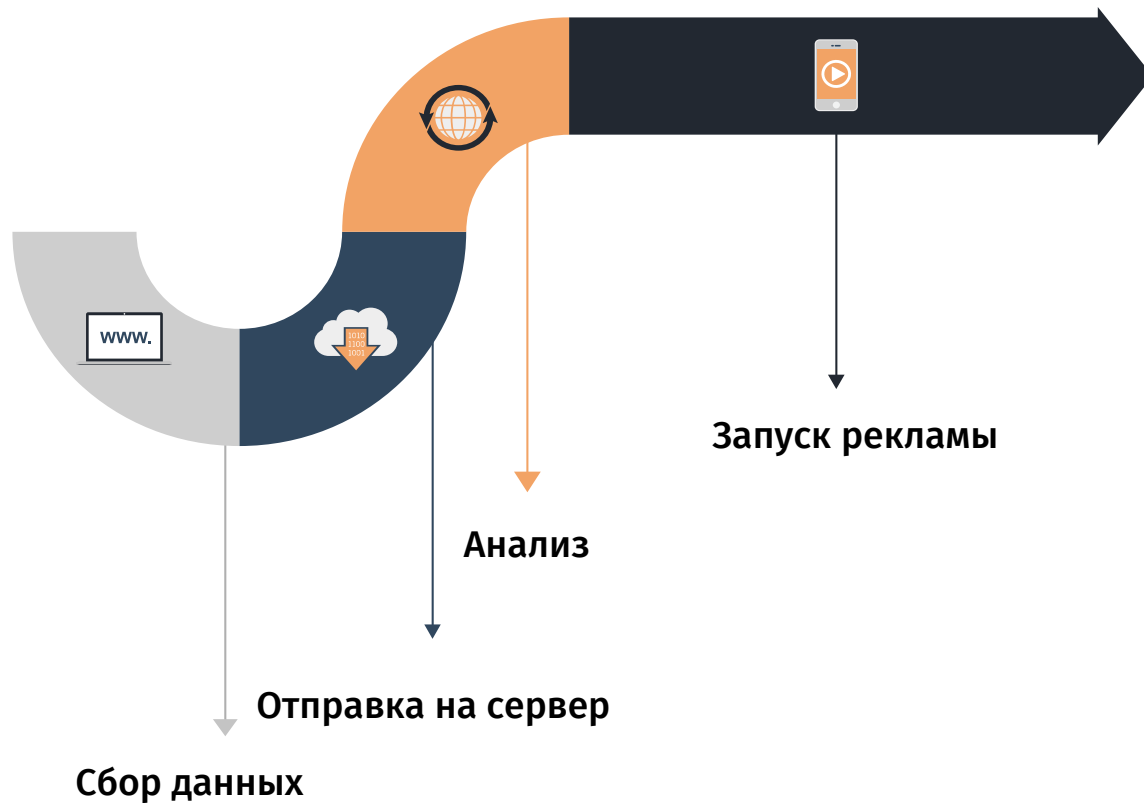 www.
1010
1100
1001
Запуск рекламы
Анализ
Отправка на сервер
Сбор данных